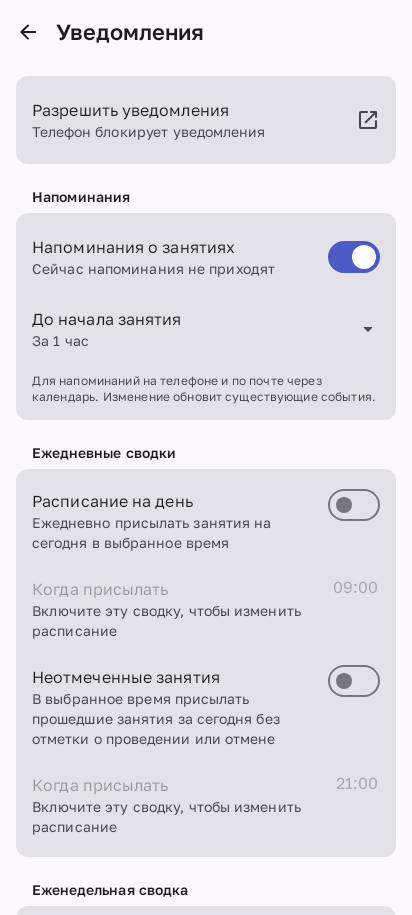 Уведомления
Разрешить уведомления
Телефон блокирует уведомления
Напоминания
Напоминания о занятиях
Сейчас напоминания не приходят
До начала занятия
За 1 час
Для напоминаний на телефоне и по почте через
календарь. Изменение обновит существующие события.
Ежедневные сводки
Расписание на день
Ежедневно присылать занятия на
сегодня в выбранное время
Когда присылать
09:00
Включите эту сводку, чтобы изменить
расписание
Неотмеченные занятия
В выбранное время присылать
прошедшие занятия за сегодня без
отметки о проведении или отмене
Когда присылать
21:00
Включите эту сводку, чтобы изменить
расписание
Еженедельная сводка